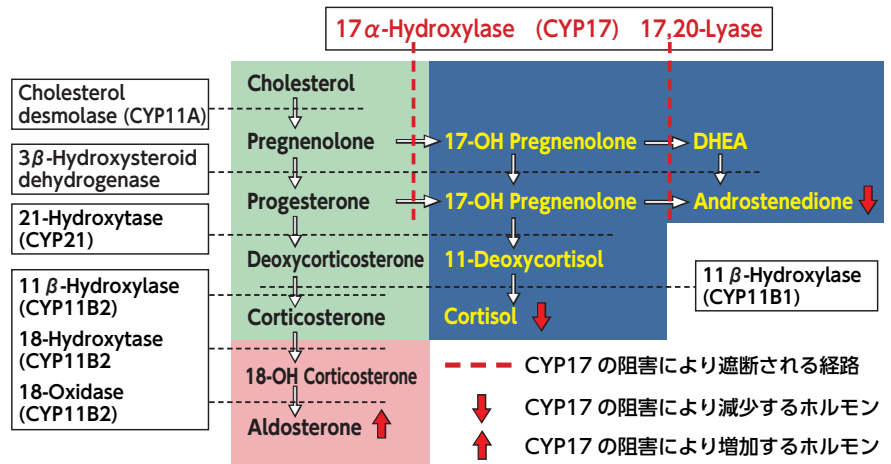 17α-Hydroxylase (CYP17) 17,20-Lyase
Cholesterol
Cholesterol
desmolase (CYP11A)
Pregnenolone
17-OH Pregnenolone
DHEA
3β-Hydroxysteroid
dehydrogenase
Progesterone
17-OH Pregnenolone
Androstenedione
21-Hydroxytase
(CYP21)
Deoxycorticosterone
11-Deoxycortisol
11 β-Hydroxylase
(CYP11B2)
11 β-Hydroxylase
(CYP11B1)
Corticosterone
Cortisol
18-Hydroxytase
(CYP11B2
18-OH Corticosterone
18-Oxidase
(CYP11B2)
Aldosterone
CYP17 の阻害により遮断される経路
CYP17 の阻害により減少するホルモン
CYP17 の阻害により増加するホルモン